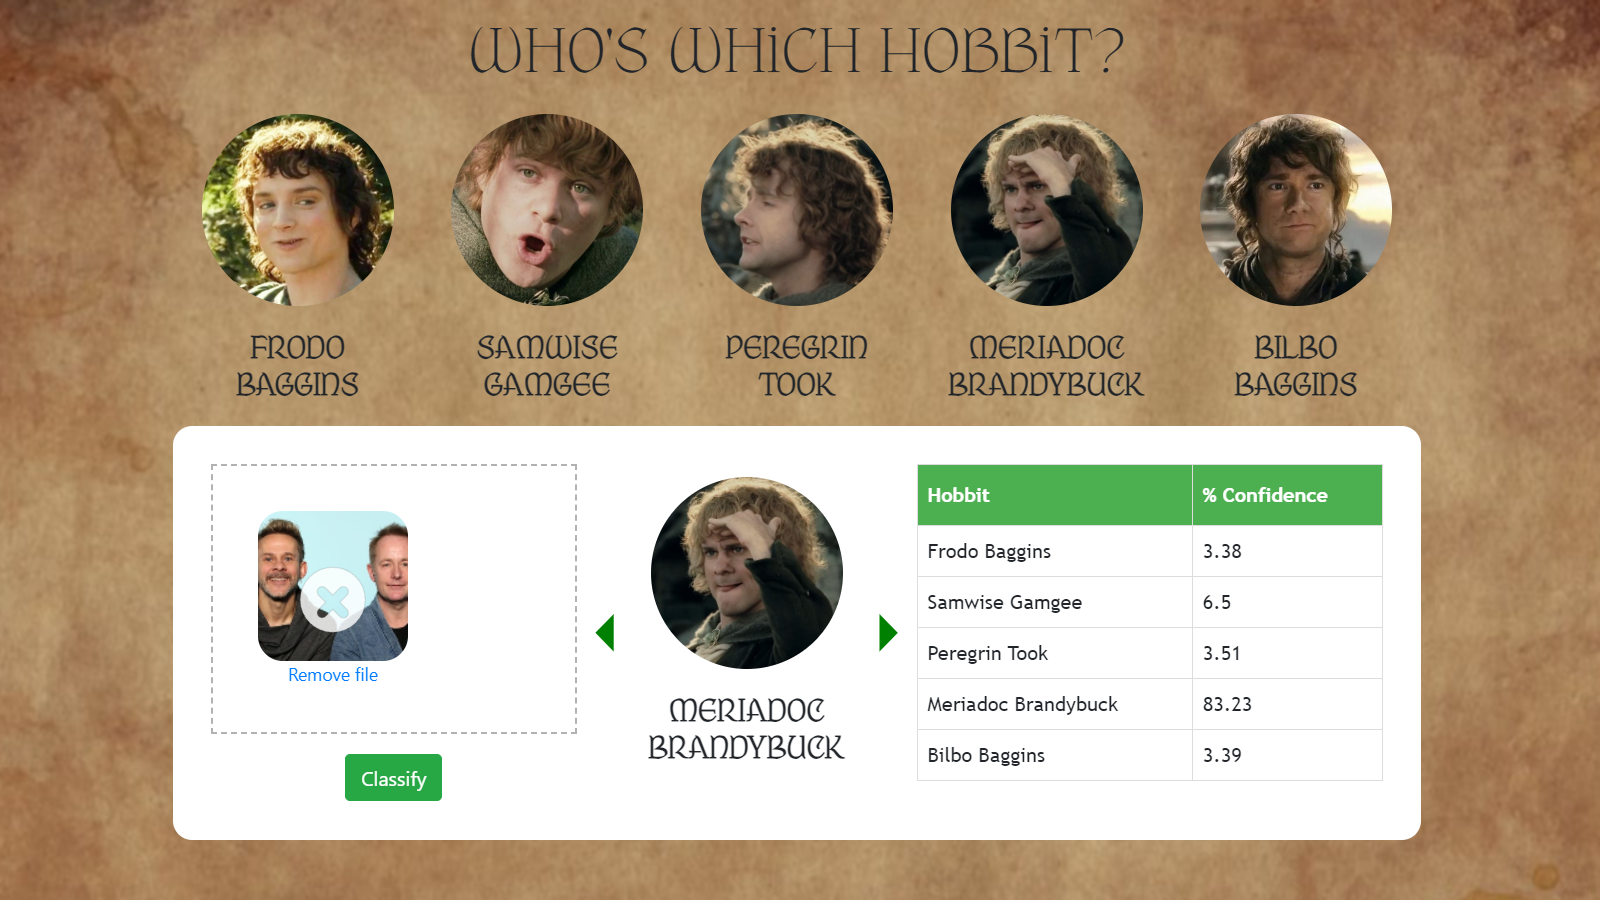 WHO'S WHiCH HOBBiT?
FRODO
BAGGINS
SAMWISE
GAMGEE
PEREGRIN
TOOK
MERIADOC
BRANDYBUCK
BILBO
BAGGINS
Remove file
Classify
MERIADOC
BRANDYBUCK
Hobbit % Confidence
Frodo Baggins 3.38
Samwise Gamgee 6.5
Peregrin Took 3.51
Meriadoc Brandybuck 83.23
Bilbo Baggins 3.39